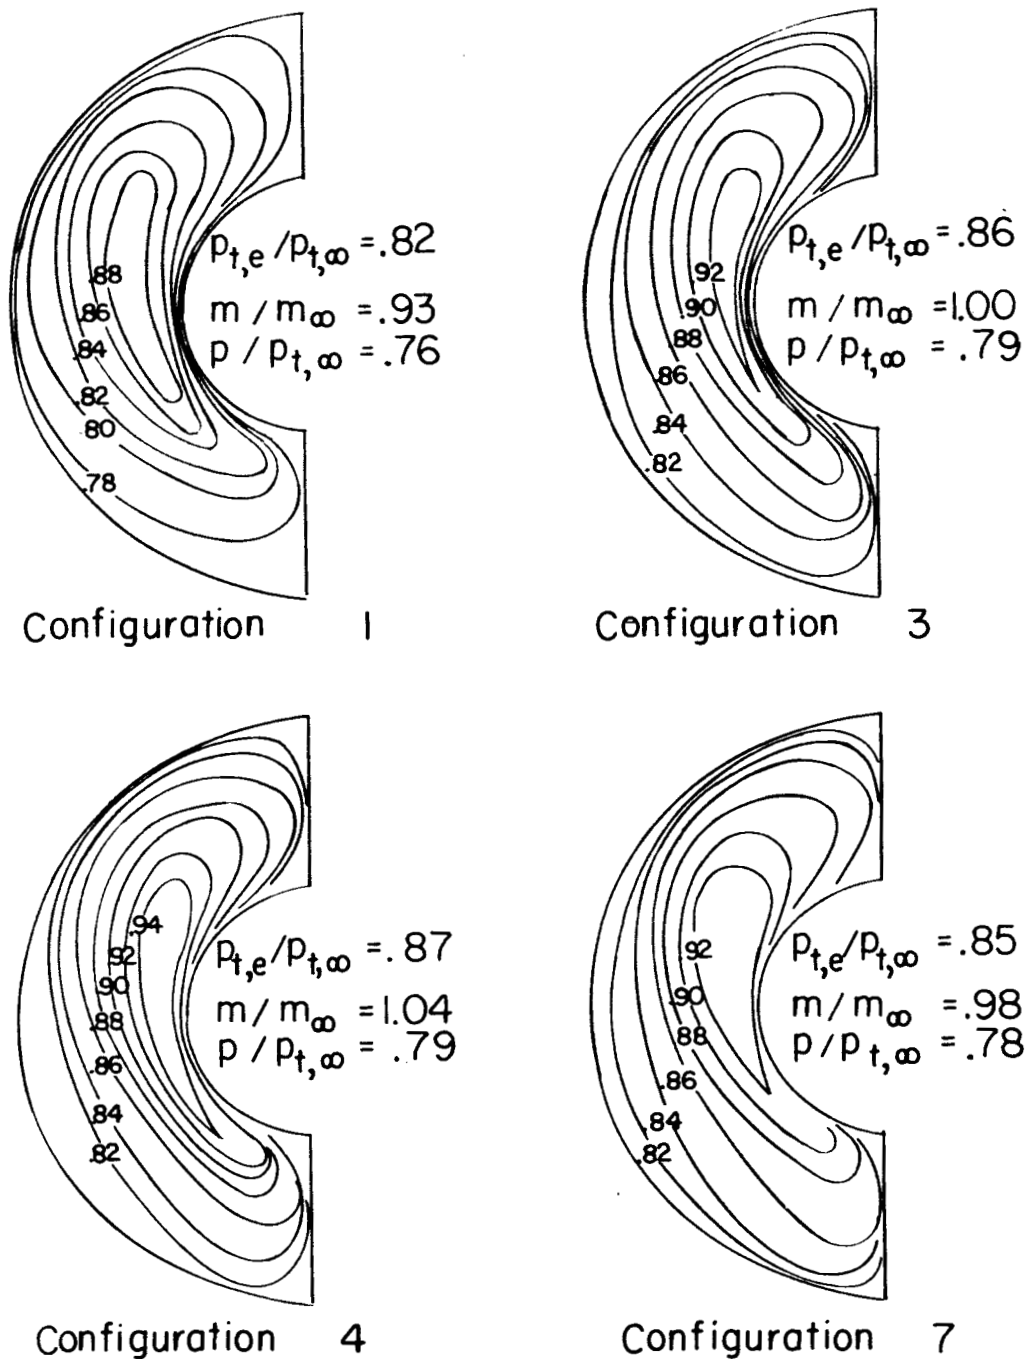 .88
.86
.84
.82
.80
.78
p_{t,e}/p_{t,∞} = .82
m/m_∞ = .93
p/p_{t,∞} = .76
Configuration 1
92
.90
.88
.86
.84
.82
p_{t,e}/p_{t,∞} = .86
m/m_∞ = 1.00
p/p_{t,∞} = .79
Configuration 3
.94
.92
.90
.88
.86
.84
.82
p_{t,e}/p_{t,∞} = .87
m/m_∞ = 1.04
p/p_{t,∞} = .79
Configuration 4
.92
.90
88
.86
.84
.82
p_{t,e}/p_{t,∞} = .85
m/m_∞ = .98
p/p_{t,∞} = .78
Configuration 7